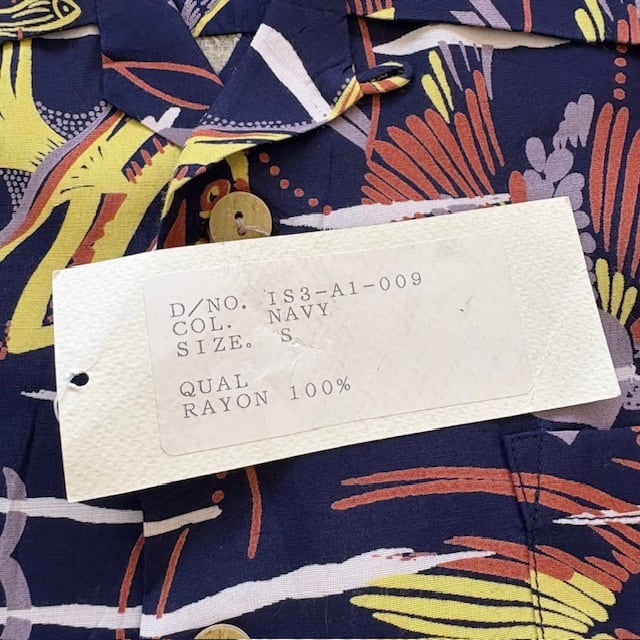 D/NO. IS3-A1-009
COL. NAVY
SIZE. S
QUAL
RAYON 100%